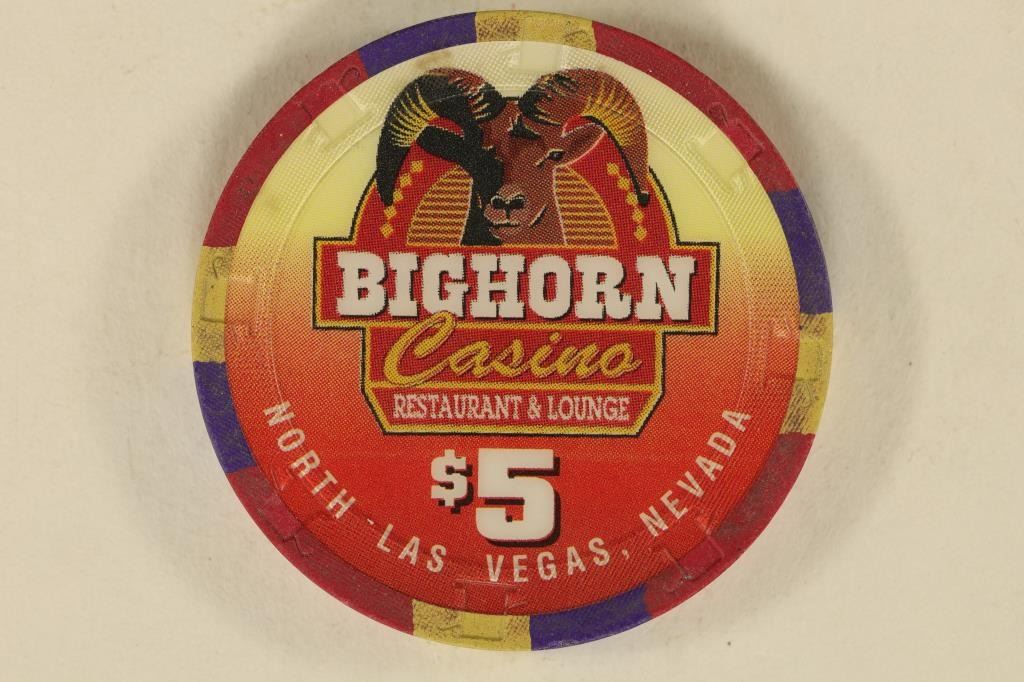 BIGHORN
Casino
RESTAURANT & LOUNGE
$5
NORTH LAS VEGAS, NEVADA